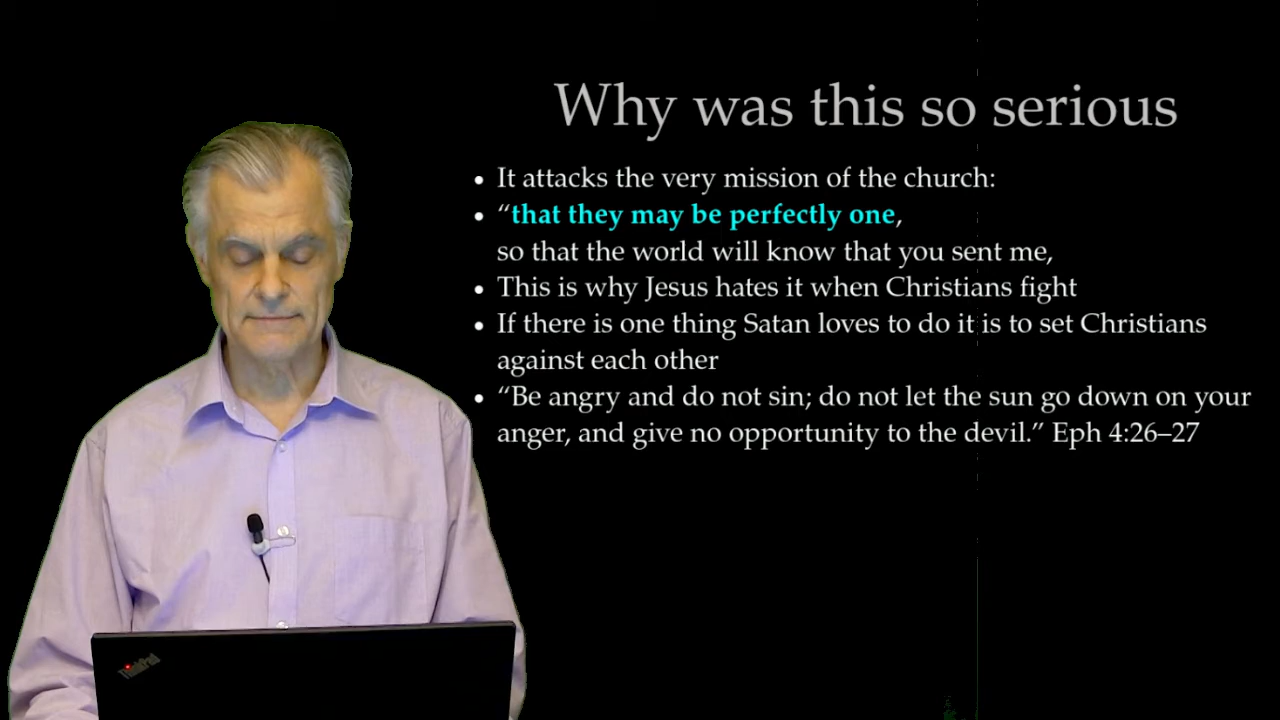 Why was this so serious
• It attacks the very mission of the church:
• “that they may be perfectly one,
so that the world will know that you sent me,
• This is why Jesus hates it when Christians fight
• If there is one thing Satan loves to do it is to set Christians
against each other
• “Be angry and do not sin; do not let the sun go down on your
anger, and give no opportunity to the devil.” Eph 4:26–27
ThinkPad